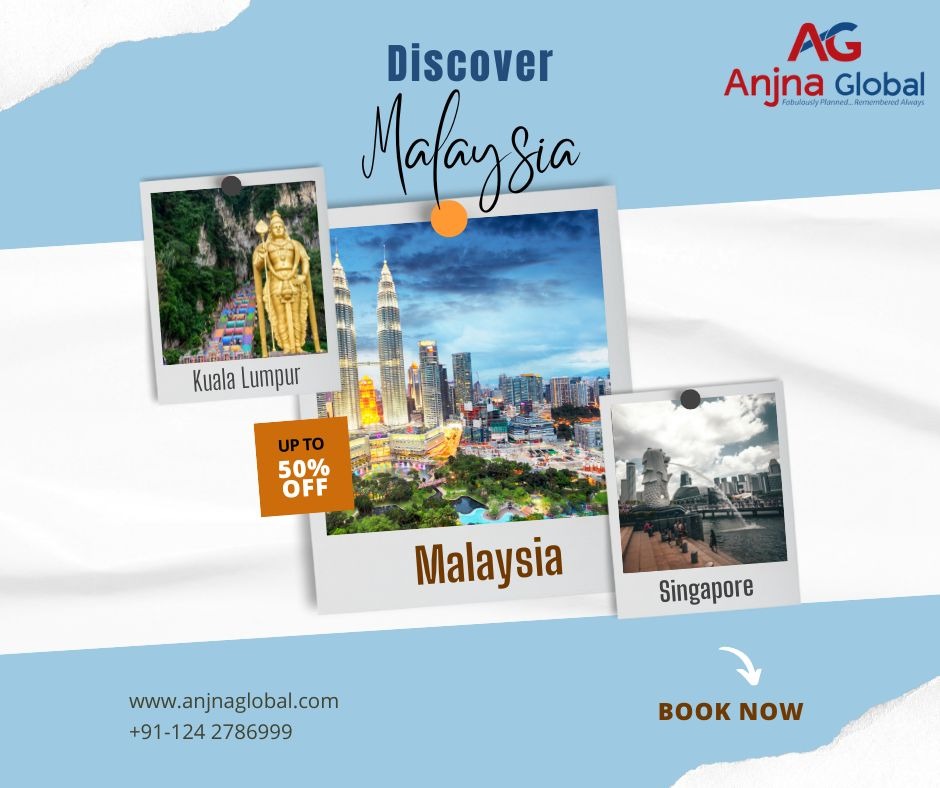 AG
Anjna Global
Fabulously Planned... Remembered Always
Discover
Malaysia
Kuala Lumpur
UP TO
50%
OFF
Malaysia
Singapore
www.anjnaglobal.com
+91-124 2786999
BOOK NOW